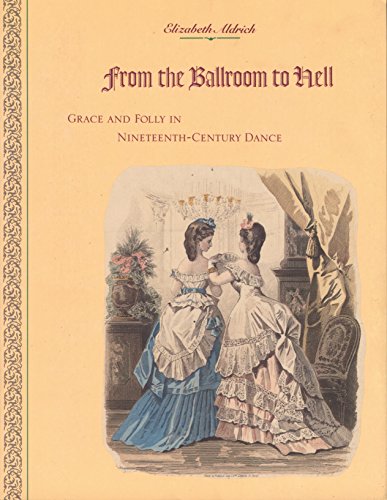 Elizabeth Aldrich
From the Ballroom to Hell
Grace and Folly in
Nineteenth-Century Dance